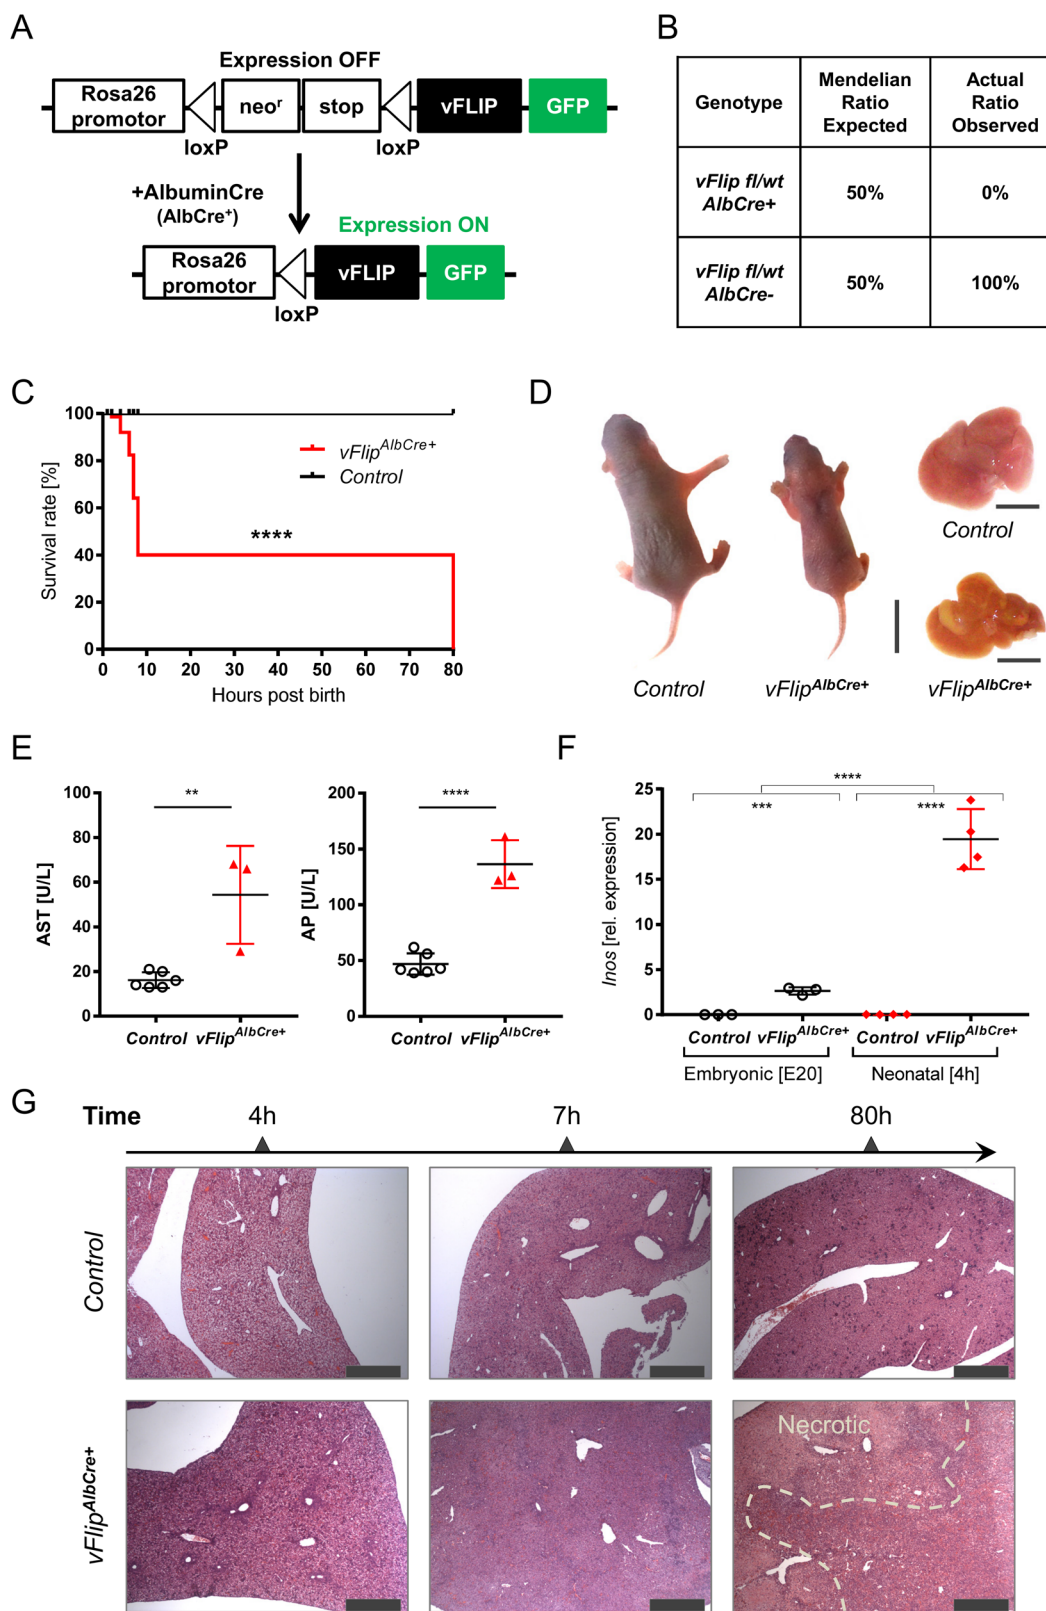 A
Expression OFF
Rosa26
promotor
neoʳ
stop
vFLIP
GFP
loxP
loxP
+AlbuminCre
(AlbCre⁺)
Expression ON
Rosa26
promotor
vFLIP
GFP
loxP
B
Genotype
Mendelian
Ratio
Expected
Actual
Ratio
Observed
vFlip fl/wt
AlbCre+
50%
0%
vFlip fl/wt
AlbCre-
50%
100%
C
Survival rate [%]
100
80
60
40
20
0
0 10 20 30 40 50 60 70 80
Hours post birth
vFlipAlbCre+
Control
****
D
Control
vFlipAlbCre+
Control
vFlipAlbCre+
E
AST [U/L]
100
80
60
40
20
0
**
Control vFlipAlbCre+
AP [U/L]
200
150
100
50
0
****
Control vFlipAlbCre+
F
Inos [rel. expression]
25
20
15
10
5
0
****
*** ****
Control vFlipAlbCre+ Control vFlipAlbCre+
Embryonic [E20] Neonatal [4h]
G
Time 4h 7h 80h
Control
vFlipAlbCre+
Necrotic